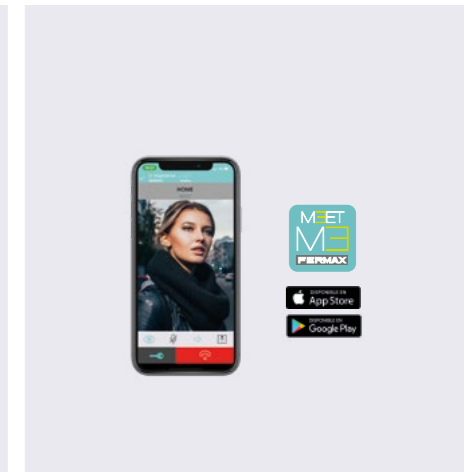 HOME
MEET
ME
FERMAX
DISPONIBLE EN
App Store
DISPONIBLE EN
Google Play